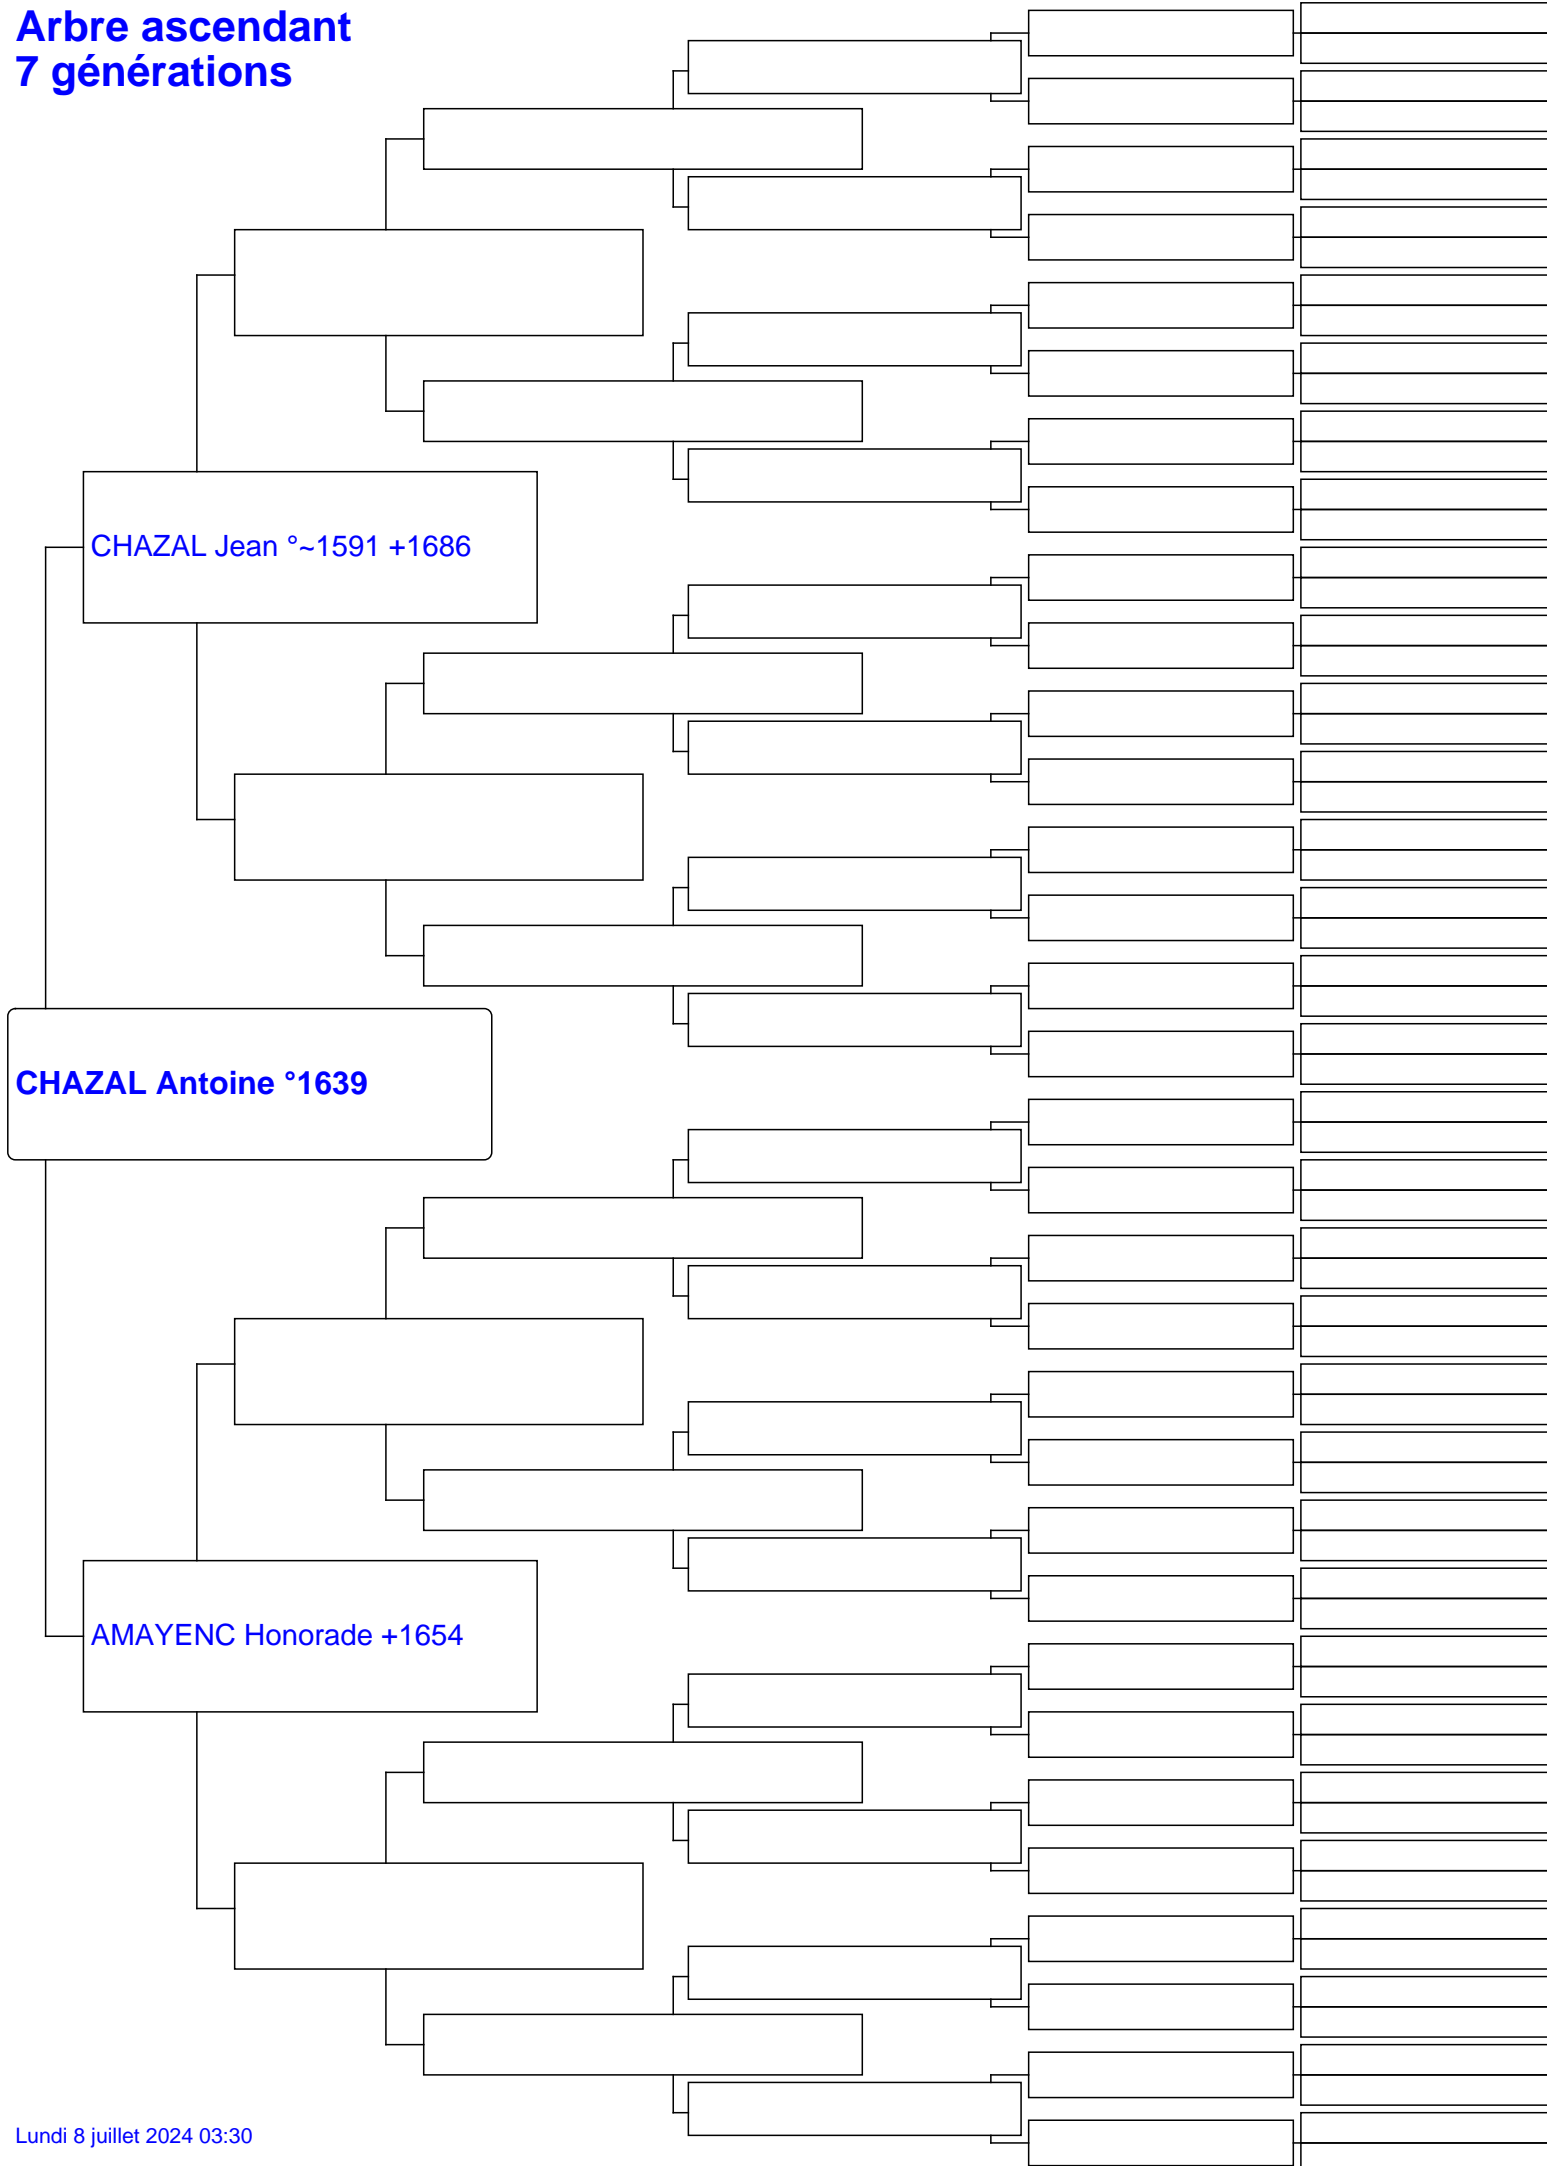 Arbre ascendant
7 générations
CHAZAL Jean °~1591 +1686
CHAZAL Antoine °1639
AMAYENC Honorade +1654
Lundi 8 juillet 2024 03:30